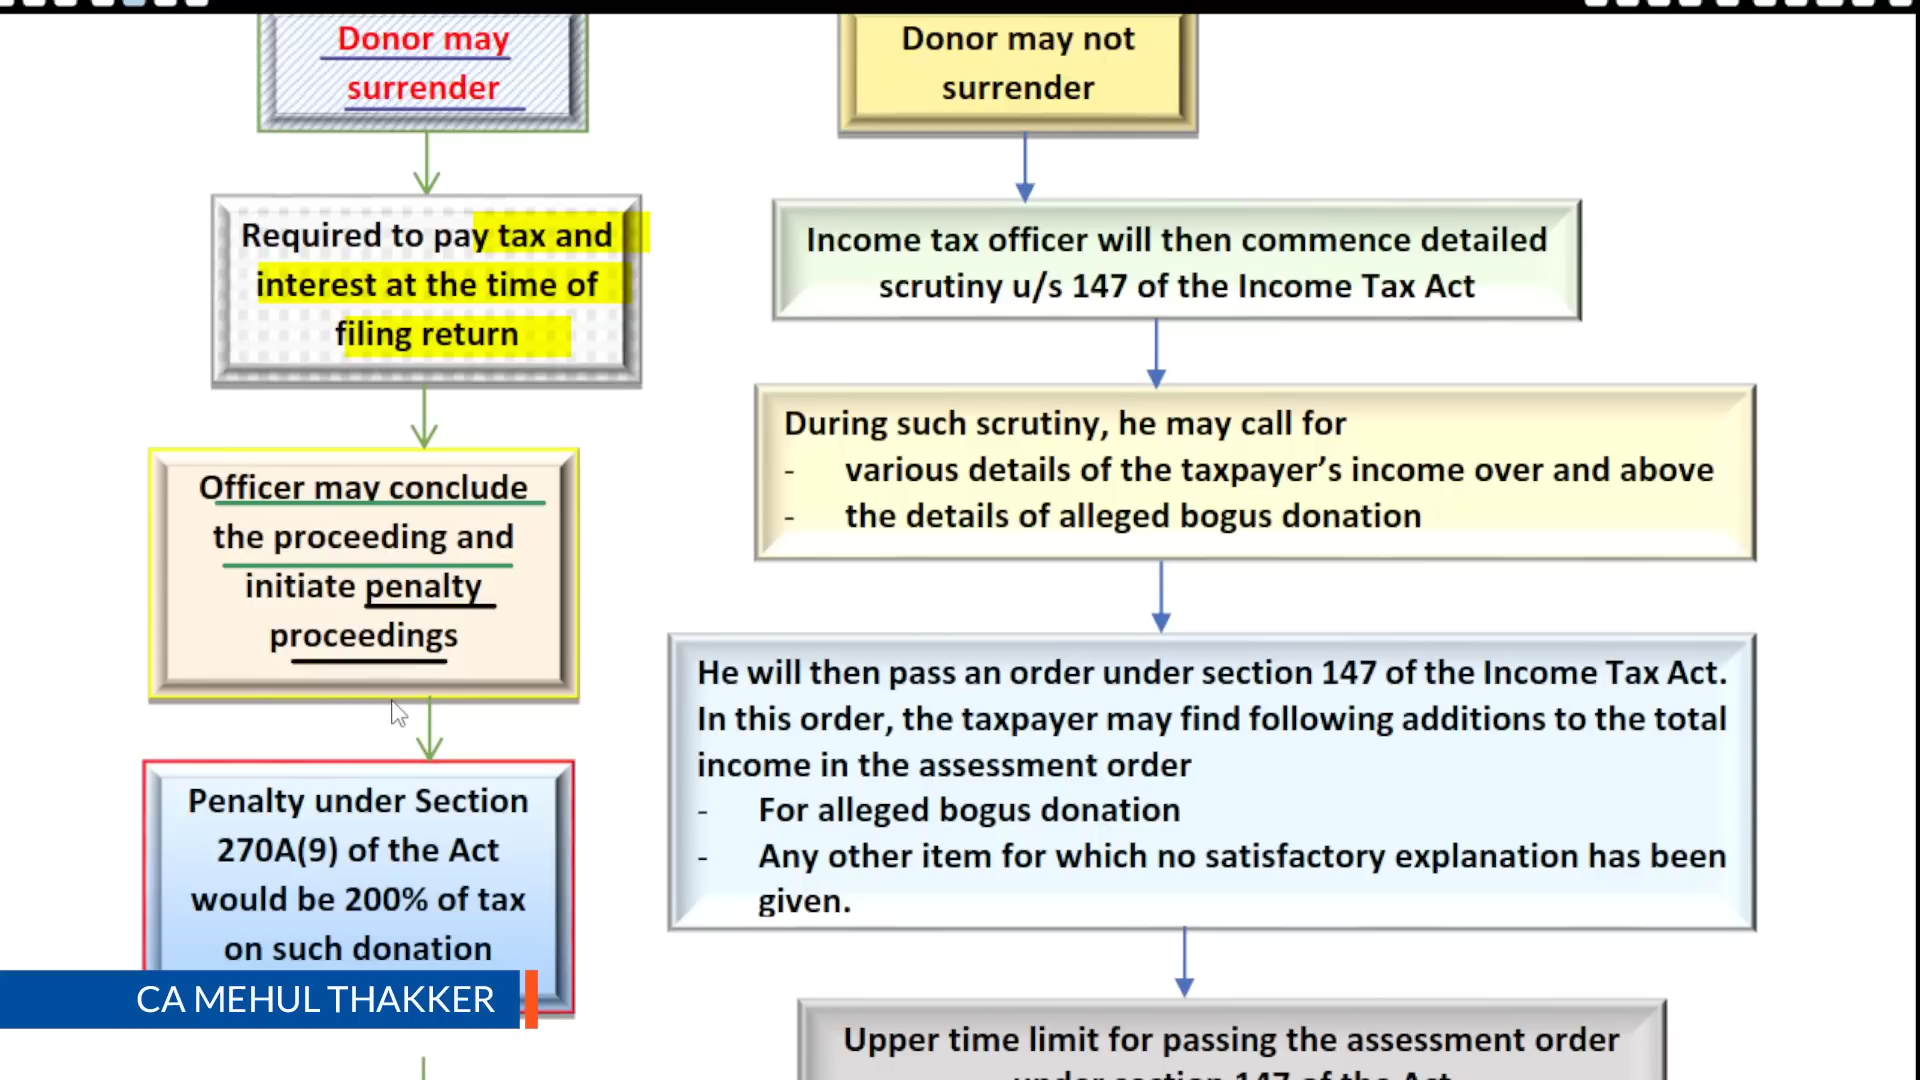 Donor may
surrender
Required to pay tax and
interest at the time of
filing return
Officer may conclude
the proceeding and
initiate penalty
proceedings
Penalty under Section
270A(9) of the Act
would be 200% of tax
on such donation
CA MEHUL THAKKER
Donor may not
surrender
Income tax officer will then commence detailed
scrutiny u/s 147 of the Income Tax Act
During such scrutiny, he may call for
- various details of the taxpayer’s income over and above
- the details of alleged bogus donation
He will then pass an order under section 147 of the Income Tax Act.
In this order, the taxpayer may find following additions to the total
income in the assessment order
- For alleged bogus donation
- Any other item for which no satisfactory explanation has been
given.
Upper time limit for passing the assessment order
under section 147 of the Act